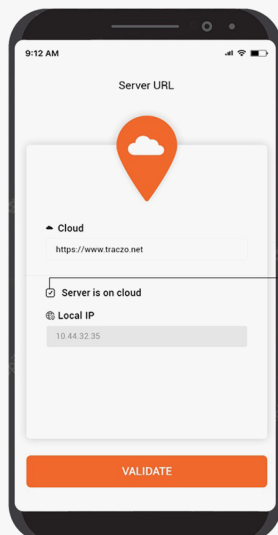 9:12 AM
Server URL
Cloud
https://www.traczo.net
Server is on cloud
Local IP
10.44.32.35
VALIDATE